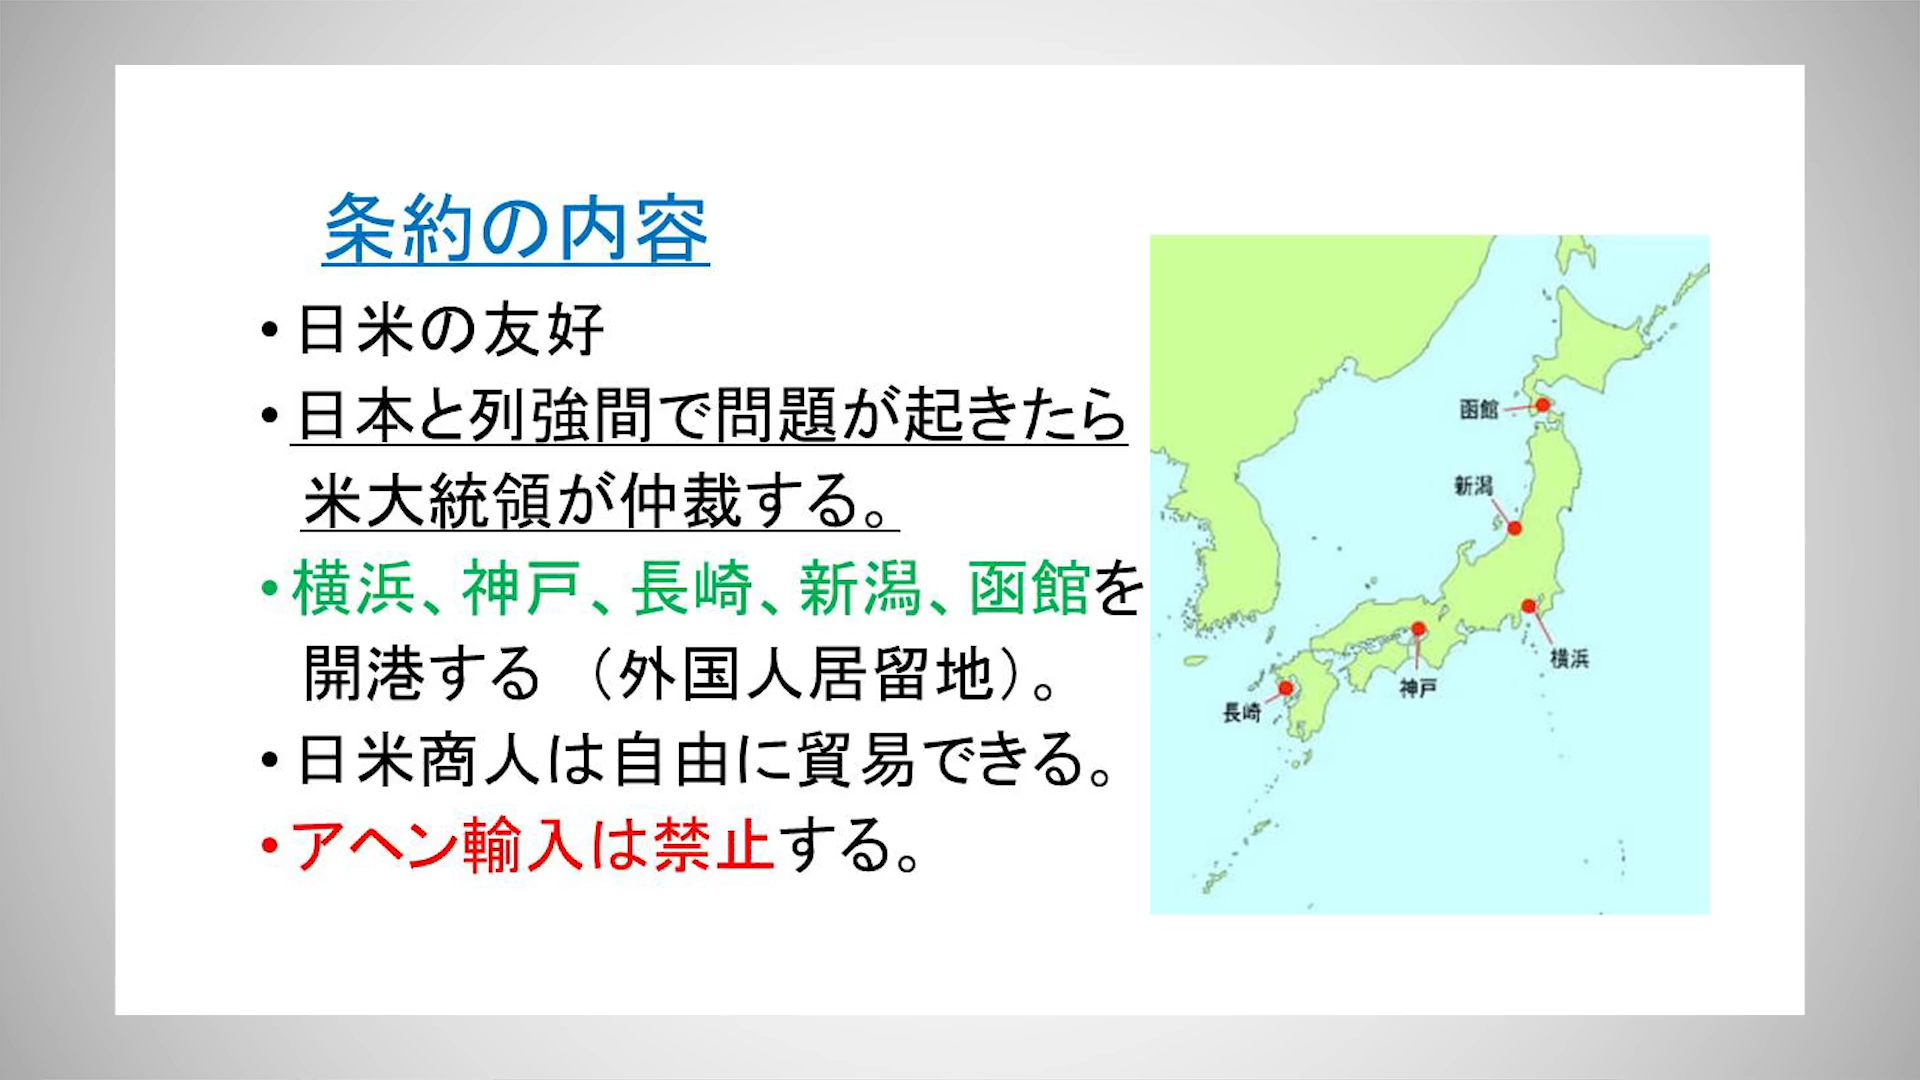 条約の内容
•日米の友好
•日本と列強間で問題が起きたら
米大統領が仲裁する。
•横浜、神戸、長崎、新潟、函館を
開港する（外国人居留地）。
•日米商人は自由に貿易できる。
•アヘン輸入は禁止する。
函館
新潟
横浜
神戸
長崎